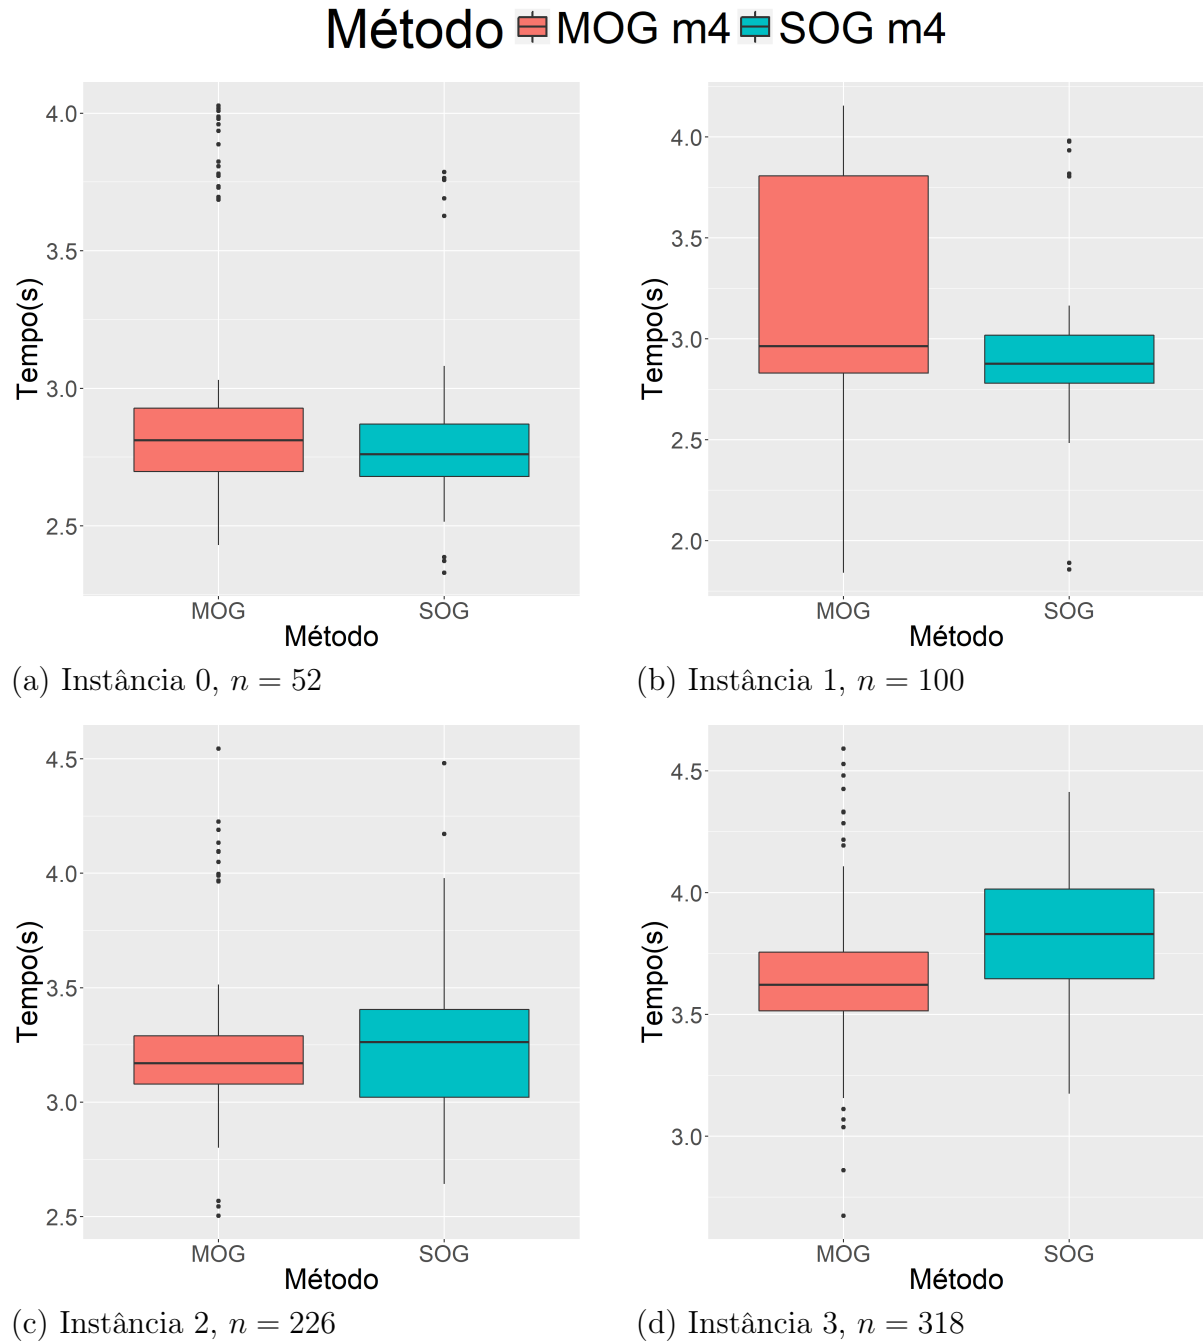 Método MOG m4 SOG m4
4.0
3.5
3.0
2.5
Tempo(s)
MOG SOG
Método
(a) Instância 0, n = 52
4.0
3.5
3.0
2.5
2.0
Tempo(s)
MOG SOG
Método
(b) Instância 1, n = 100
4.5
4.0
3.5
3.0
2.5
Tempo(s)
MOG SOG
Método
(c) Instância 2, n = 226
4.5
4.0
3.5
3.0
Tempo(s)
MOG SOG
Método
(d) Instância 3, n = 318